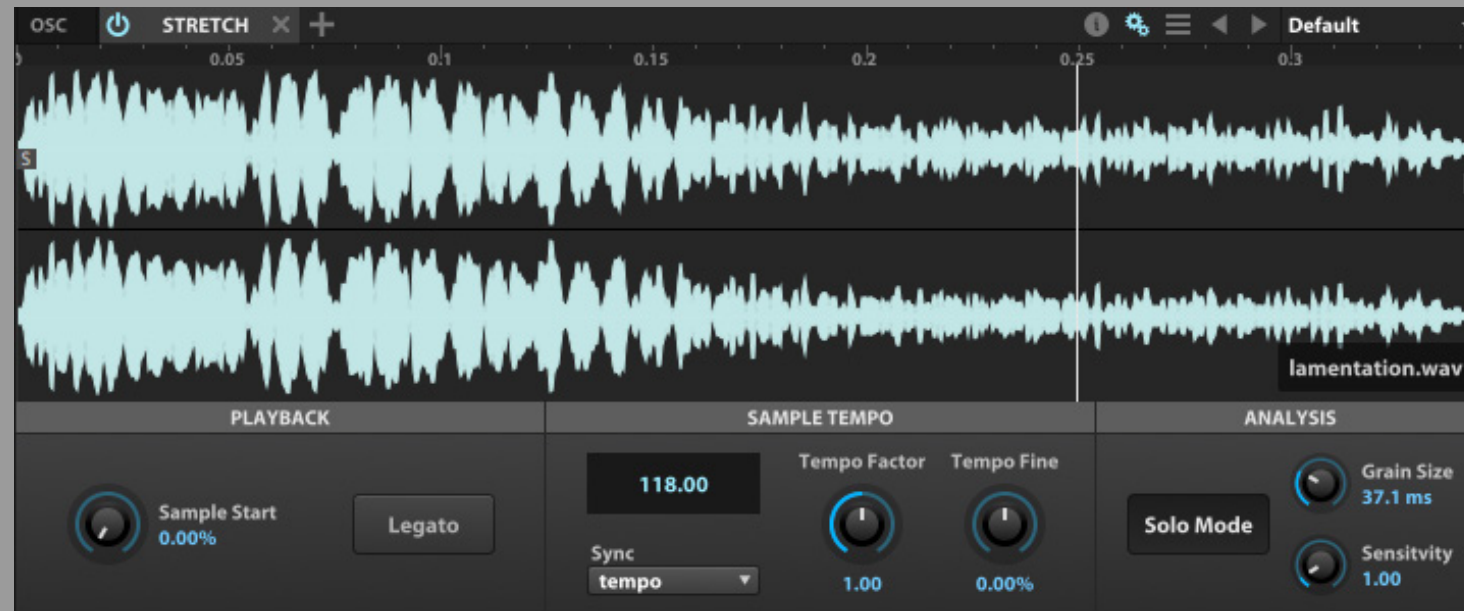 OSC STRETCH Default
0.05 0.1 0.15 0.2 0.25 0.3
S
lamentation.wav
PLAYBACK SAMPLE TEMPO ANALYSIS
Tempo Factor Tempo Fine
118.00
Grain Size
37.1 ms
Sample Start
0.00%
Legato
Solo Mode
Sync
tempo
1.00 0.00%
Sensitvity
1.00